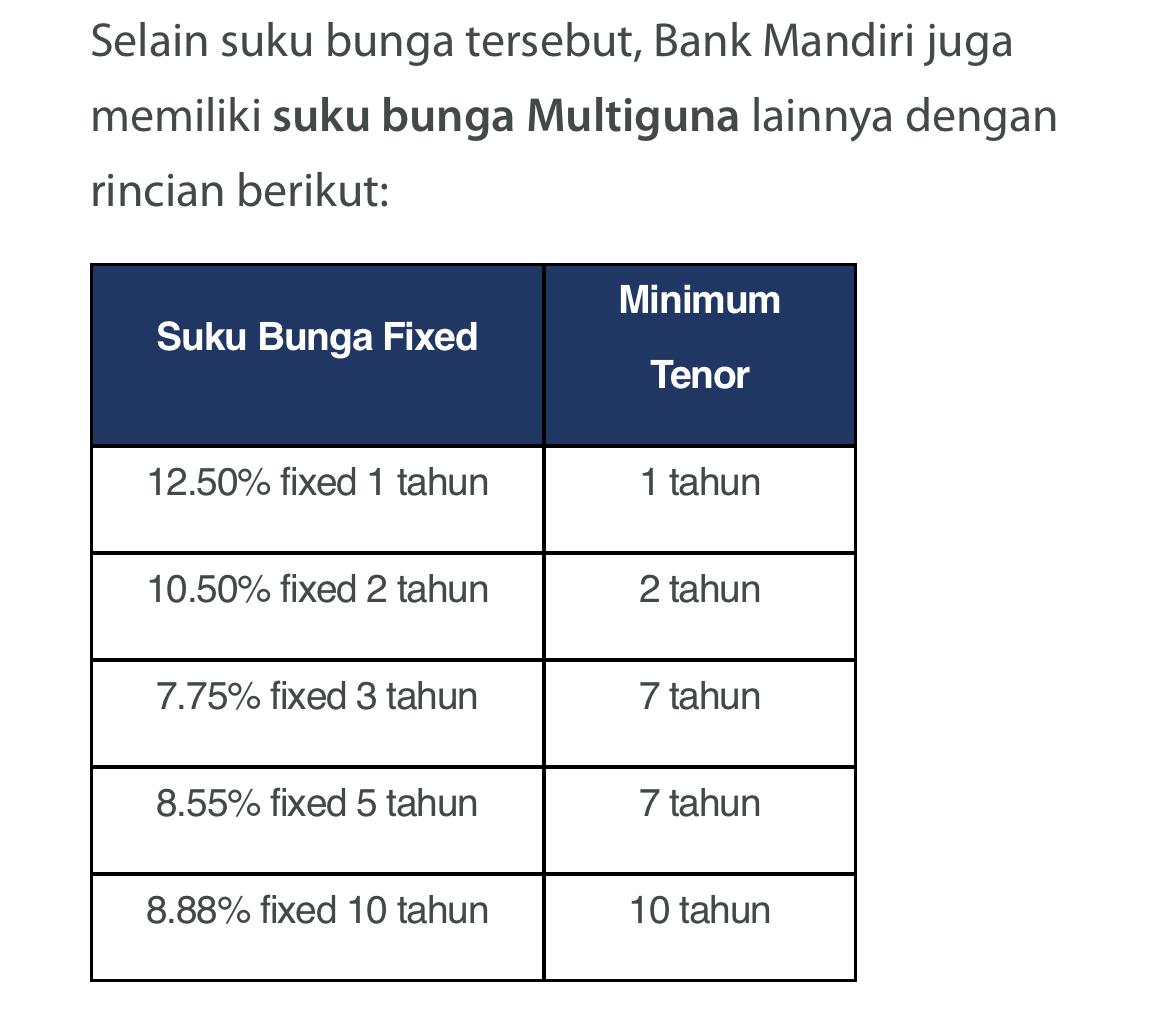 Selain suku bunga tersebut, Bank Mandiri juga
memiliki suku bunga Multiguna lainnya dengan
rincian berikut:
Suku Bunga Fixed
Minimum
Tenor
12.50% fixed 1 tahun
1 tahun
10.50% fixed 2 tahun
2 tahun
7.75% fixed 3 tahun
7 tahun
8.55% fixed 5 tahun
7 tahun
8.88% fixed 10 tahun
10 tahun